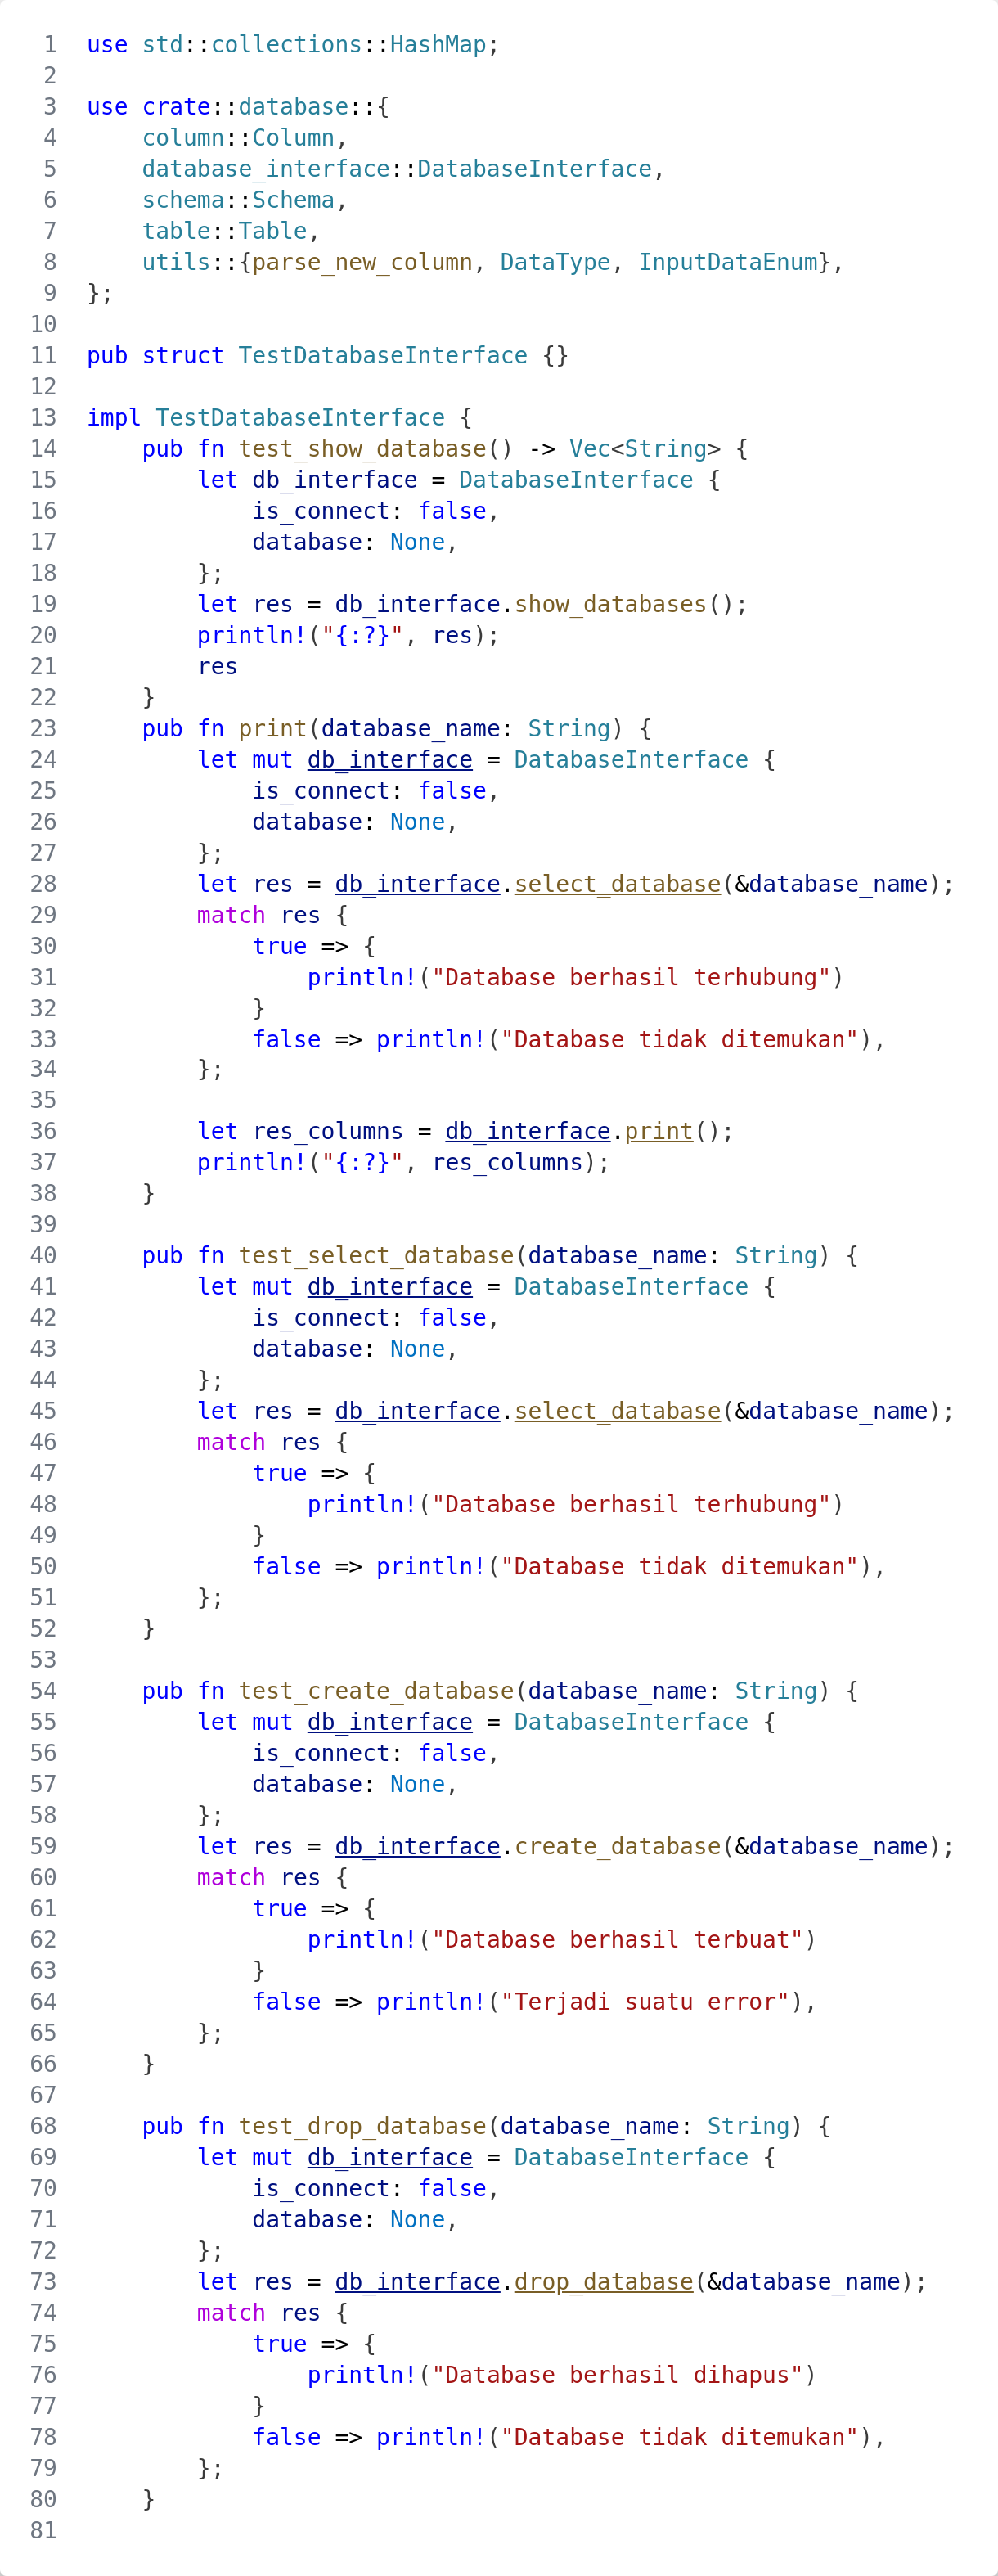 1 use std::collections::HashMap;
2
3 use crate::database::{
4     column::Column,
5     database_interface::DatabaseInterface,
6     schema::Schema,
7     table::Table,
8     utils::{parse_new_column, DataType, InputDataEnum},
9 };
10
11 pub struct TestDatabaseInterface {}
12
13 impl TestDatabaseInterface {
14     pub fn test_show_database() -> Vec<String> {
15         let db_interface = DatabaseInterface {
16             is_connect: false,
17             database: None,
18         };
19         let res = db_interface.show_databases();
20         println!("{:?}", res);
21         res
22     }
23     pub fn print(database_name: String) {
24         let mut db_interface = DatabaseInterface {
25             is_connect: false,
26             database: None,
27         };
28         let res = db_interface.select_database(&database_name);
29         match res {
30             true => {
31                 println!("Database berhasil terhubung")
32             }
33             false => println!("Database tidak ditemukan"),
34         };
35
36         let res_columns = db_interface.print();
37         println!("{:?}", res_columns);
38     }
39
40     pub fn test_select_database(database_name: String) {
41         let mut db_interface = DatabaseInterface {
42             is_connect: false,
43             database: None,
44         };
45         let res = db_interface.select_database(&database_name);
46         match res {
47             true => {
48                 println!("Database berhasil terhubung")
49             }
50             false => println!("Database tidak ditemukan"),
51         };
52     }
53
54     pub fn test_create_database(database_name: String) {
55         let mut db_interface = DatabaseInterface {
56             is_connect: false,
57             database: None,
58         };
59         let res = db_interface.create_database(&database_name);
60         match res {
61             true => {
62                 println!("Database berhasil terbuat")
63             }
64             false => println!("Terjadi suatu error"),
65         };
66     }
67
68     pub fn test_drop_database(database_name: String) {
69         let mut db_interface = DatabaseInterface {
70             is_connect: false,
71             database: None,
72         };
73         let res = db_interface.drop_database(&database_name);
74         match res {
75             true => {
76                 println!("Database berhasil dihapus")
77             }
78             false => println!("Database tidak ditemukan"),
79         };
80     }
81